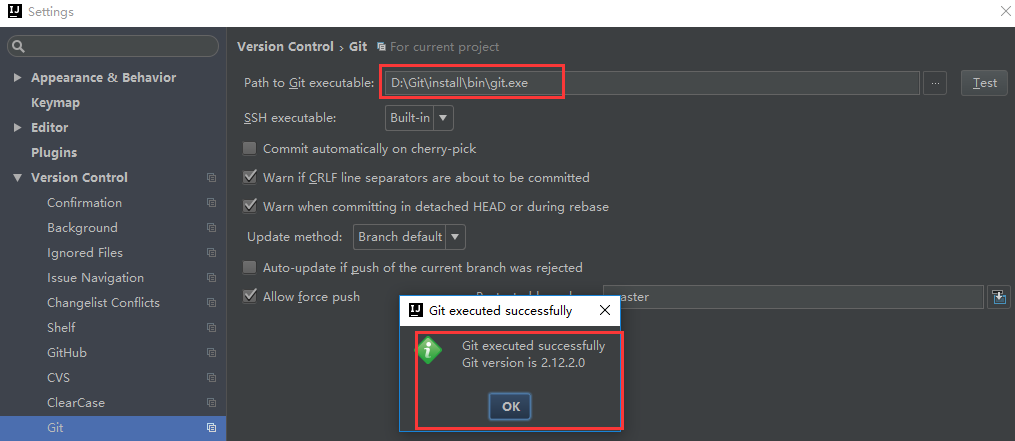 IJ Settings
Version Control › Git For current project
Appearance & Behavior
Keymap
Editor
Plugins
Version Control
Confirmation
Background
Ignored Files
Issue Navigation
Changelist Conflicts
Shelf
GitHub
CVS
ClearCase
Git
Path to Git executable: D:\Git\install\bin\git.exe ... Test
SSH executable: Built-in
Commit automatically on cherry-pick
Warn if CRLF line separators are about to be committed
Warn when committing in detached HEAD or during rebase
Update method: Branch default
Auto-update if push of the current branch was rejected
Allow force push
IJ Git executed successfully
Git executed successfully
Git version is 2.12.2.0
OK